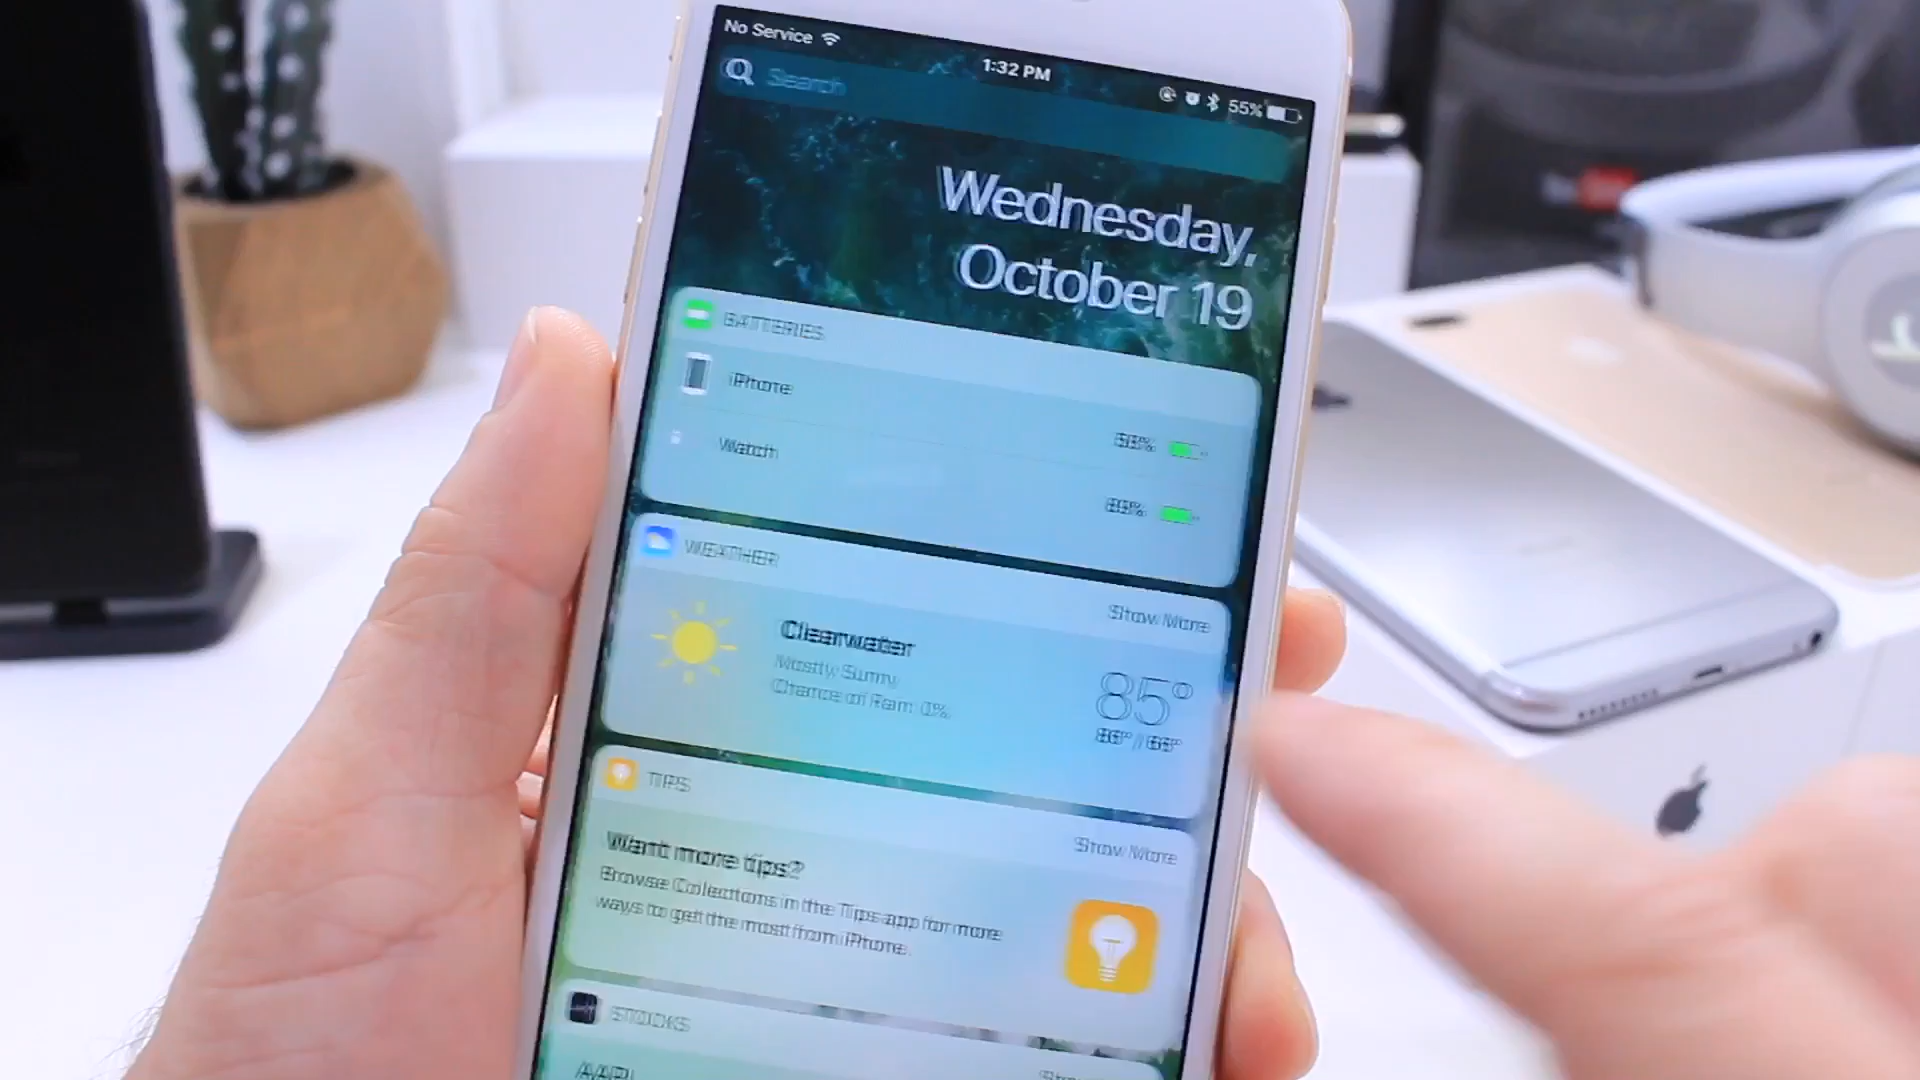 No Service
1:32 PM
55%
Search
Wednesday,
October 19
BATTERIES
iPhone
55%
Watch
WEATHER
Show More
Clearwater
Mostly Sunny
Chance of Rain: 0%
85°
TIPS
Show More
Want more tips?
Browse Collections in the Tips app for more
ways to get the most from iPhone.
STOCKS
AAPL
Show